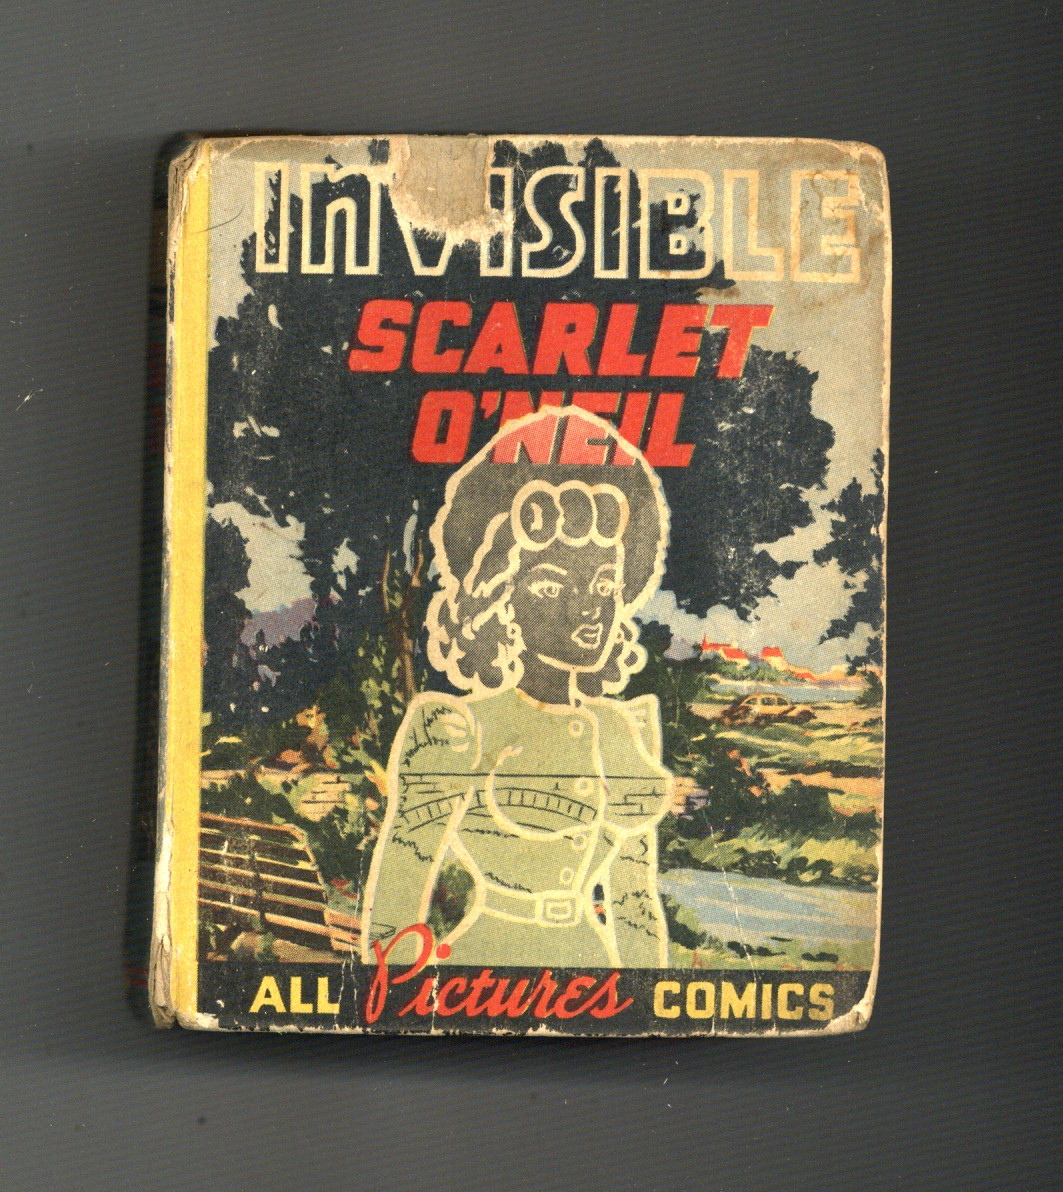 INVISIBLE
SCARLET
O'NEIL
ALL Pictures COMICS